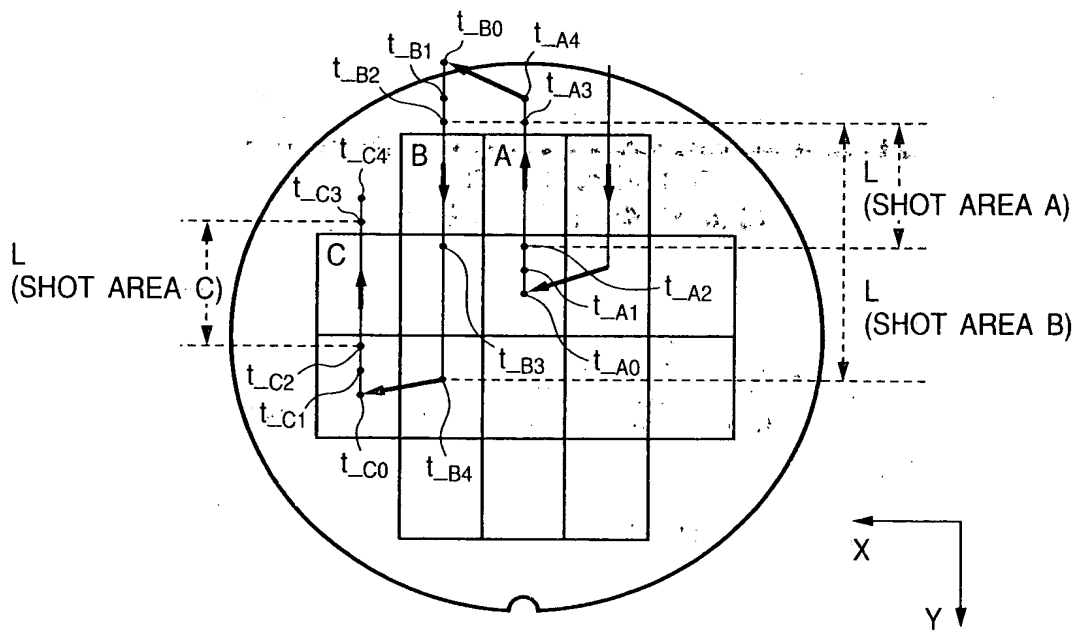 t_B0
t_B1
t_A4
t_B2
t_A3
B
A
t_C4
t_C3
L
(SHOT AREA A)
C
L
(SHOT AREA C)
t_A2
t_A1
L
(SHOT AREA B)
t_B3
t_A0
t_C2
t_C1
t_C0
t_B4
X
Y